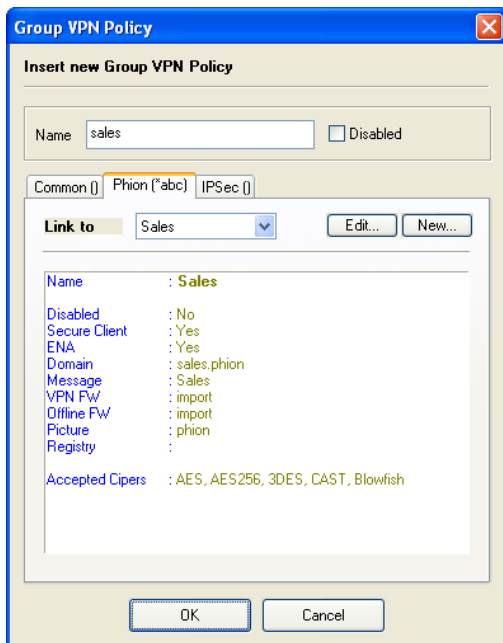 Group VPN Policy
Insert new Group VPN Policy
Name sales Disabled
Common () Phion (*abc) IPSec ()
Link to Sales Edit... New...
Name : Sales
Disabled : No
Secure Client : Yes
ENA : Yes
Domain : sales.phion
Message : Sales
VPN FW : import
Offline FW : import
Picture : phion
Registry :
Accepted Cipers : AES, AES256, 3DES, CAST, Blowfish
OK Cancel